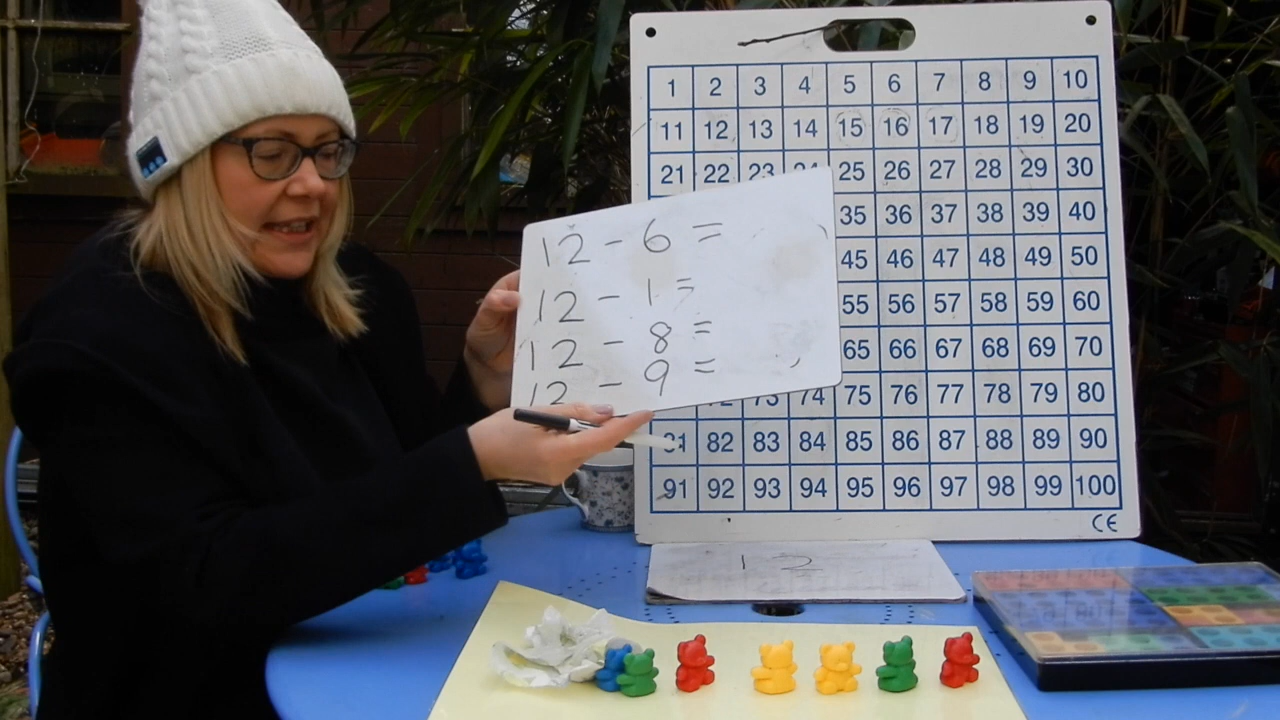 1 2 3 4 5 6 7 8 9 10
11 12 13 14 15 16 17 18 19 20
21 22 23 24 25 26 27 28 29 30
35 36 37 38 39 40
45 46 47 48 49 50
55 56 57 58 59 60
65 66 67 68 69 70
73 74 75 76 77 78 79 80
81 82 83 84 85 86 87 88 89 90
91 92 93 94 95 96 97 98 99 100
CE
12 - 6 =
12 - 1 =
12 - 8 =
12 - 9 =
12